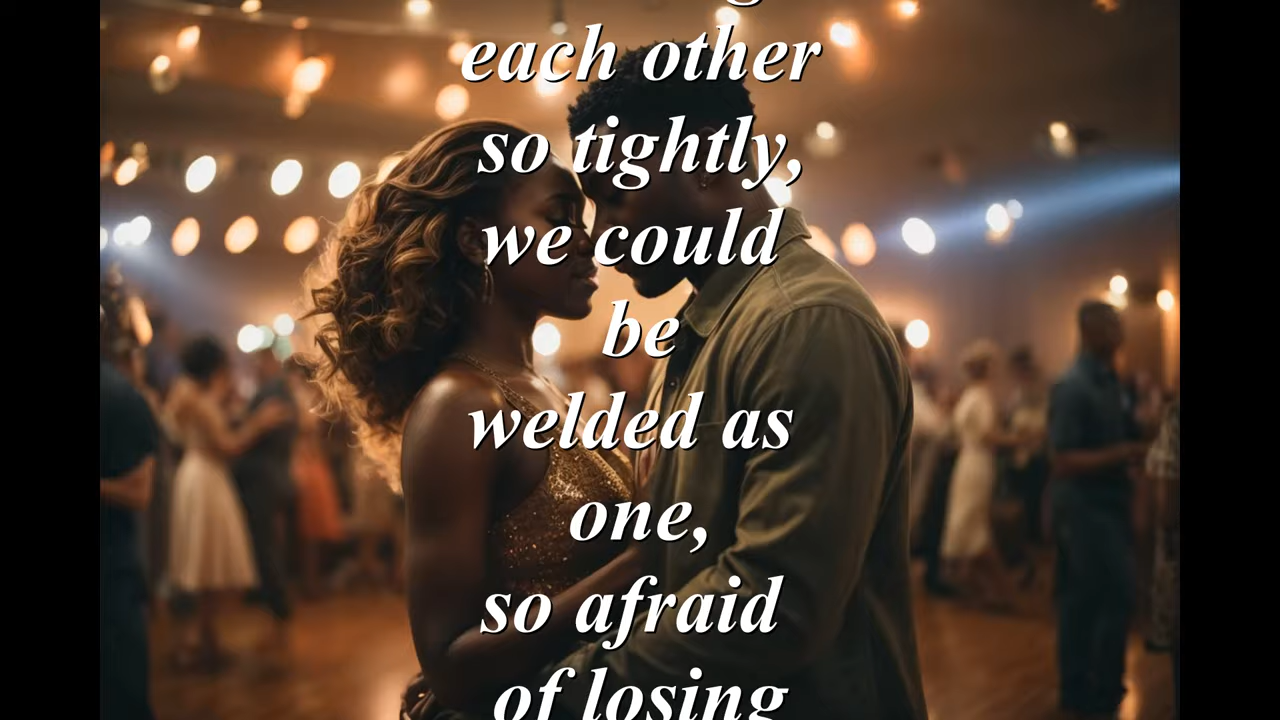 each other
so tightly,
we could
be
welded as
one,
so afraid
of losing